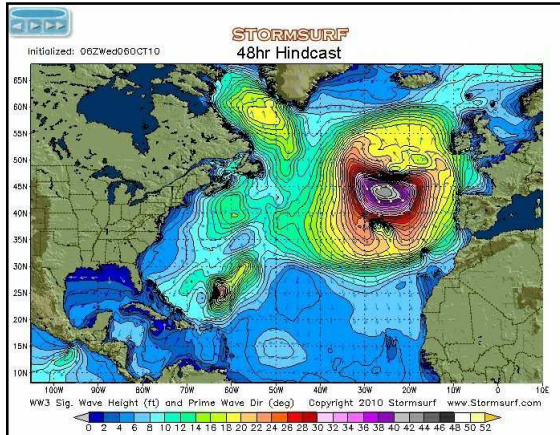 STORMSURF
Initialized: 06ZWed06OCT10
48hr Hindcast
65N
60N
55N
50N
45N
40N
35N
30N
25N
20N
15N
10N
100W 90W 80W 70W 60W 50W 40W 30W 20W 10W 0 10E
WW3 Sig. Wave Height (ft) and Prime Wave Dir (deg) Copyright 2010 Stormsurf www.Stormsurf.com
0 2 4 6 8 10 12 14 16 18 20 22 24 26 28 30 32 34 36 38 40 42 44 46 48 50 52